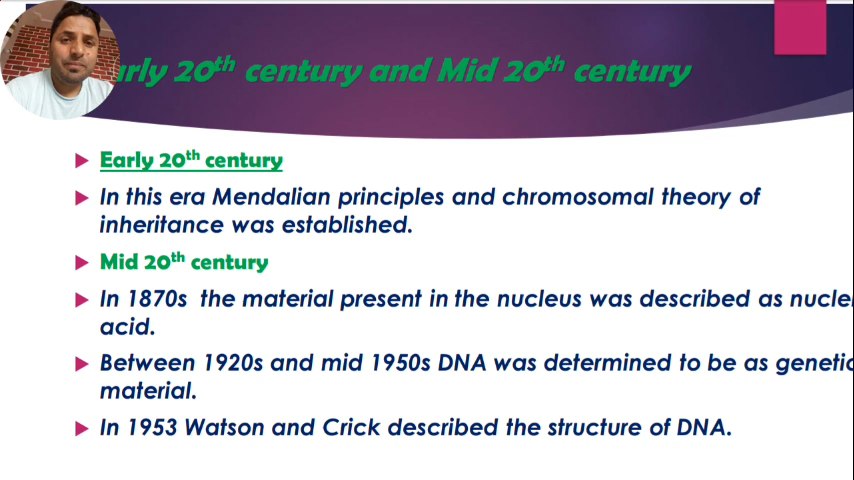 arly 20th century and Mid 20th century
Early 20th century
In this era Mendalian principles and chromosomal theory of
inheritance was established.
Mid 20th century
In 1870s the material present in the nucleus was described as nucle
acid.
Between 1920s and mid 1950s DNA was determined to be as genetic
material.
In 1953 Watson and Crick described the structure of DNA.